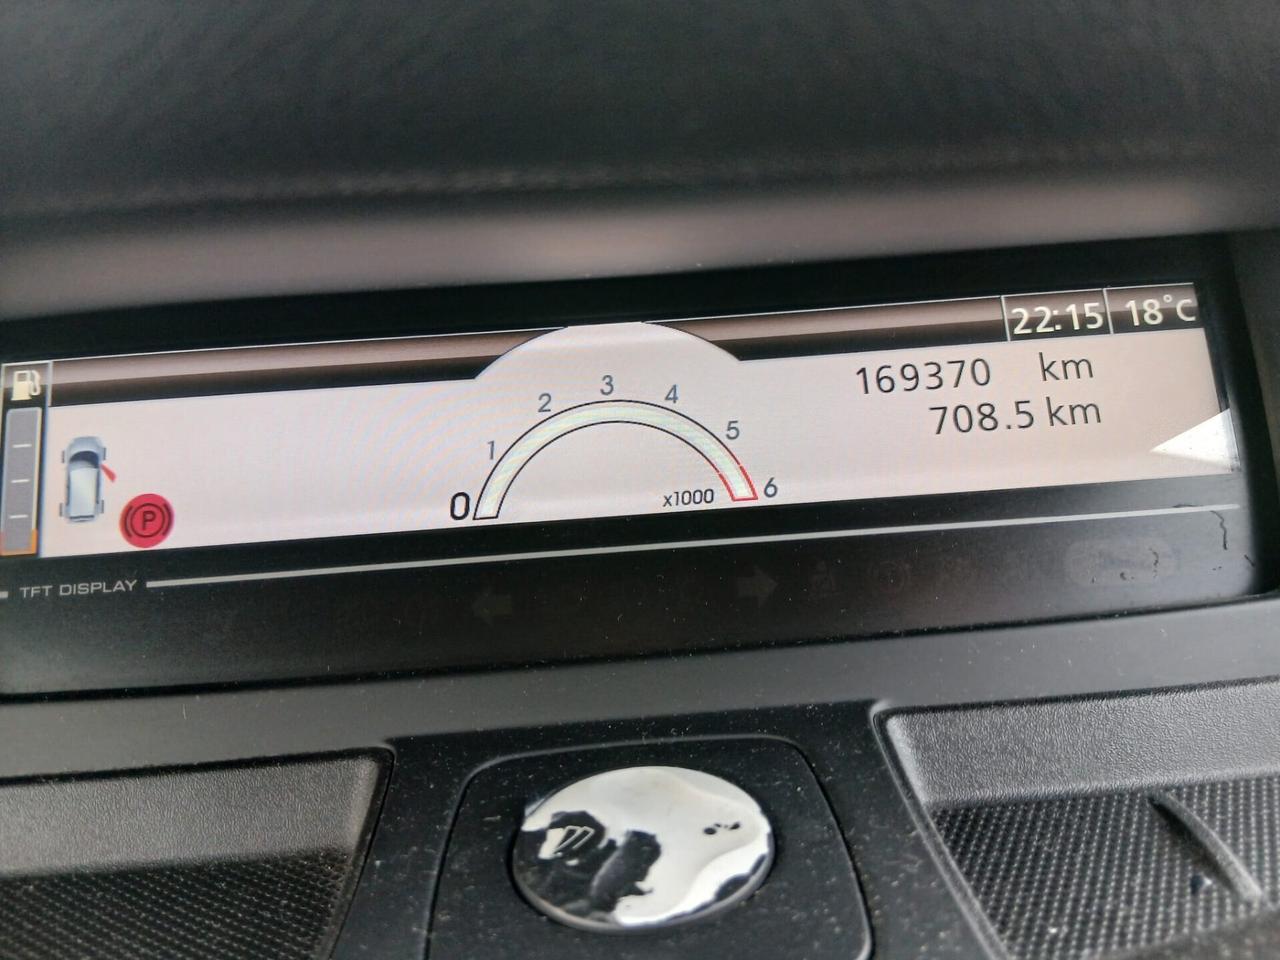 22:15 18°C
169370 km
708.5 km
0 1 2 3 4 5 6
x1000
P
TFT DISPLAY